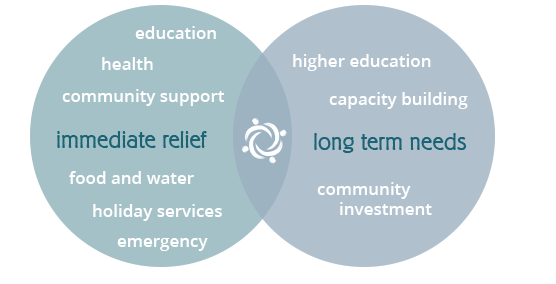 education
health
community support
immediate relief
food and water
holiday services
emergency
higher education
capacity building
long term needs
community
investment